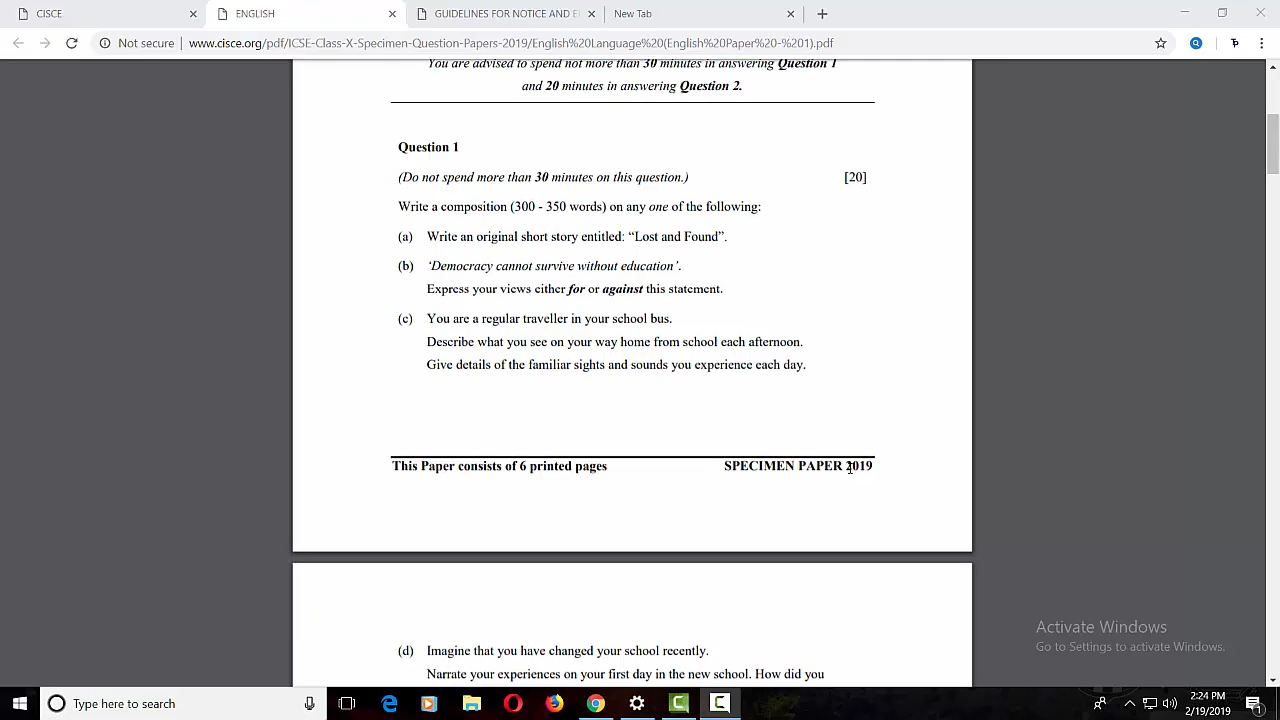 CISCE
ENGLISH
GUIDELINES FOR NOTICE AND E
New Tab
Not secure | www.cisce.org/pdf/ICSE-Class-X-Specimen-Question-Papers_2019/English%20Language%20(English%20Paper%20-%201).pdf
You are advised to spend not more than 30 minutes in answering Question 1
and 20 minutes in answering Question 2.
Question 1
(Do not spend more than 30 minutes on this question.) [20]
Write a composition (300 - 350 words) on any one of the following:
(a) Write an original short story entitled: “Lost and Found”.
(b) ‘Democracy cannot survive without education’.
Express your views either for or against this statement.
(c) You are a regular traveller in your school bus.
Describe what you see on your way home from school each afternoon.
Give details of the familiar sights and sounds you experience each day.
This Paper consists of 6 printed pages SPECIMEN PAPER 2019
(d) Imagine that you have changed your school recently.
Narrate your experiences on your first day in the new school. How did you
Activate Windows
Go to Settings to activate Windows.
Type here to search
2:24 PM
2/19/2019